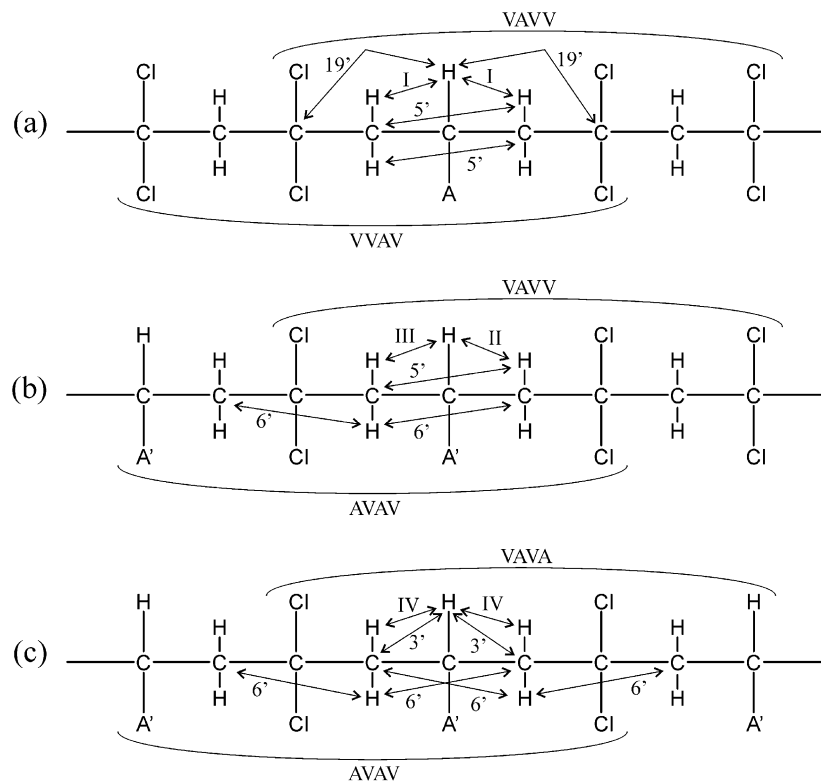 VAVV
Cl Cl 19' H 19' Cl Cl
H H I I H H
(a) C C C C 5' C C C C C
H H 5' H H
Cl Cl A Cl Cl
VVAV
VAVV
H Cl H Cl Cl
H H III II H H
(b) C C C C 5' C C C C C
H 6' H 6' H H
A' Cl A' Cl Cl
AVAV
VAVA
H Cl H Cl H
H H IV IV H H
3' 3'
(c) C C C C C C C C C
H 6' H 6' 6' H 6' H
A' Cl A' Cl A'
AVAV